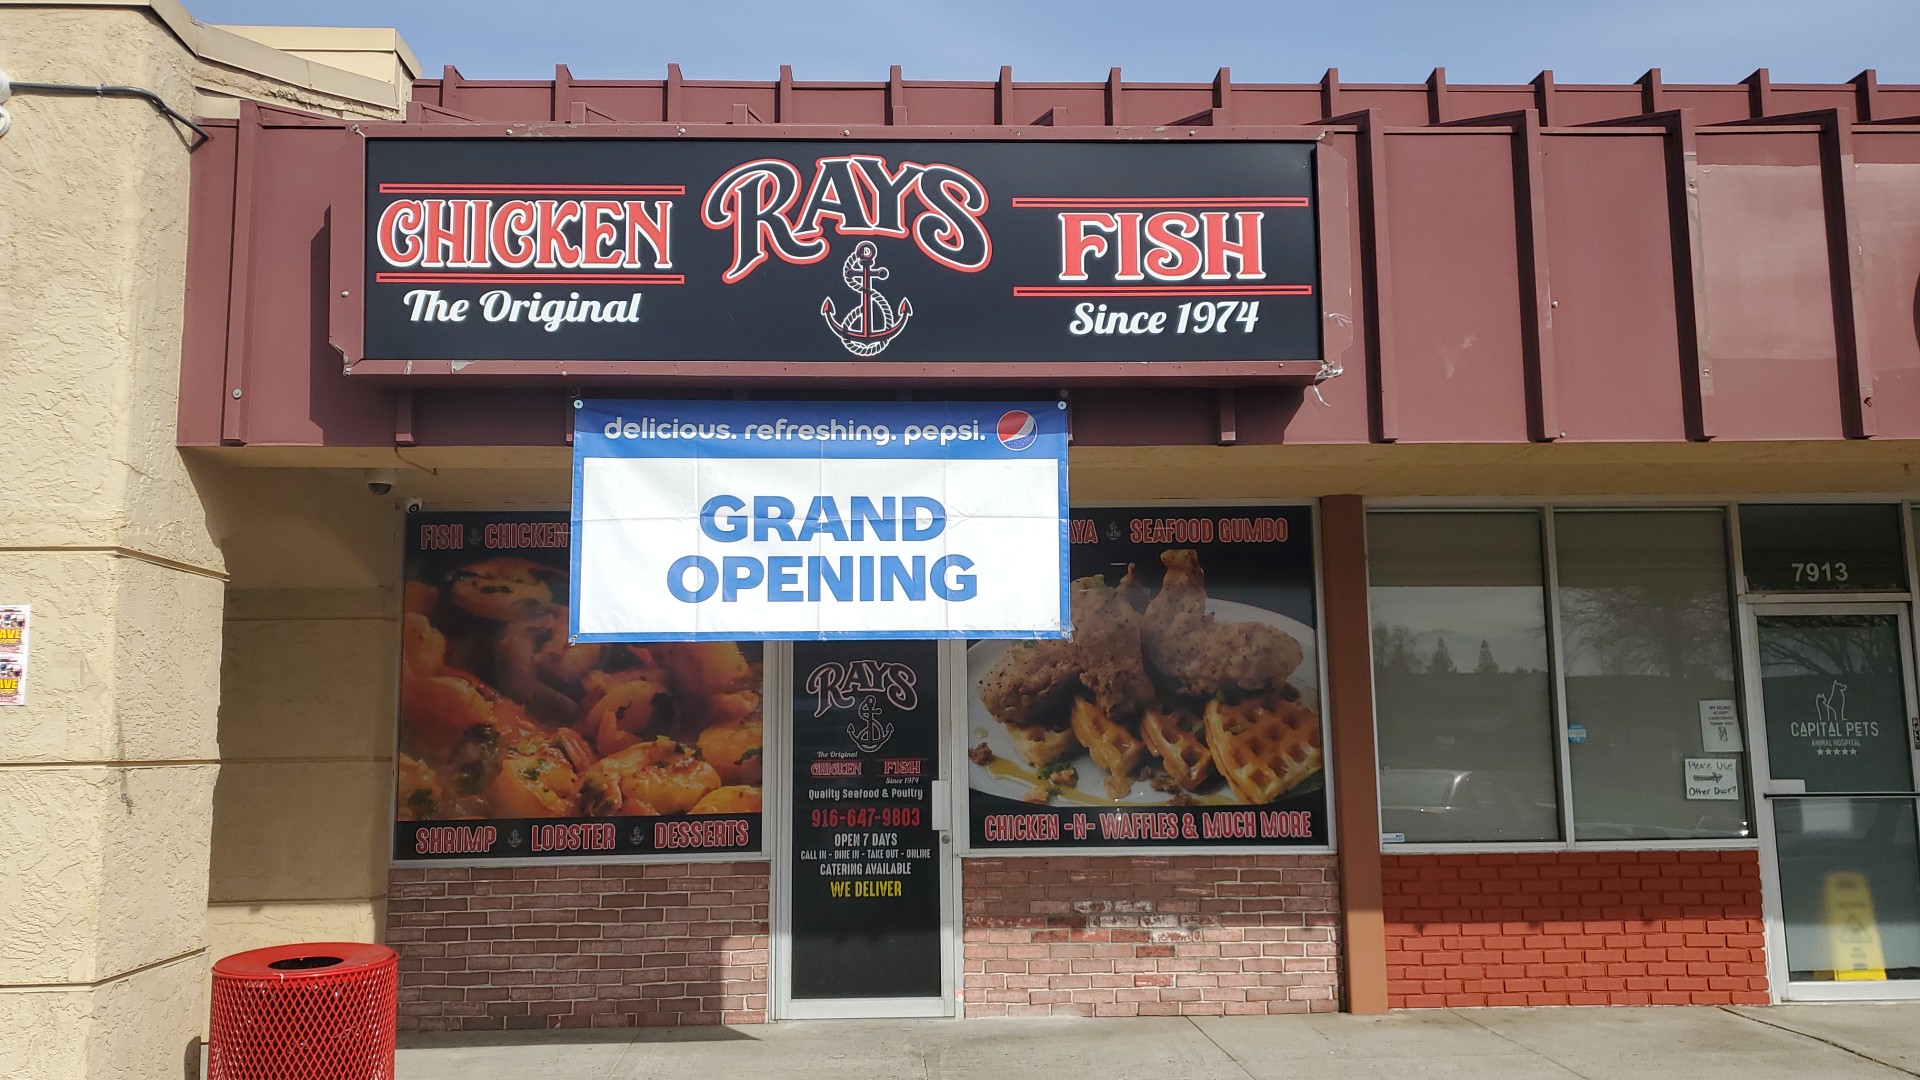 CHICKEN
The Original
RAYS
FISH
Since 1974
delicious. refreshing. pepsi.
GRAND
OPENING
FISH CHICKEN
SHRIMP LOBSTER DESSERTS
RAYS
The Original
CHICKEN FISH
Since 1974
Quality Seafood & Poultry
916-647-9803
OPEN 7 DAYS
CALL IN - DINE IN - TAKE OUT - ONLINE
CATERING AVAILABLE
WE DELIVER
AYA SEAFOOD GUMBO
CHICKEN -N- WAFFLES & MUCH MORE
7913
CAPITAL PETS
ANIMAL HOSPITAL
Please Use
Other Door